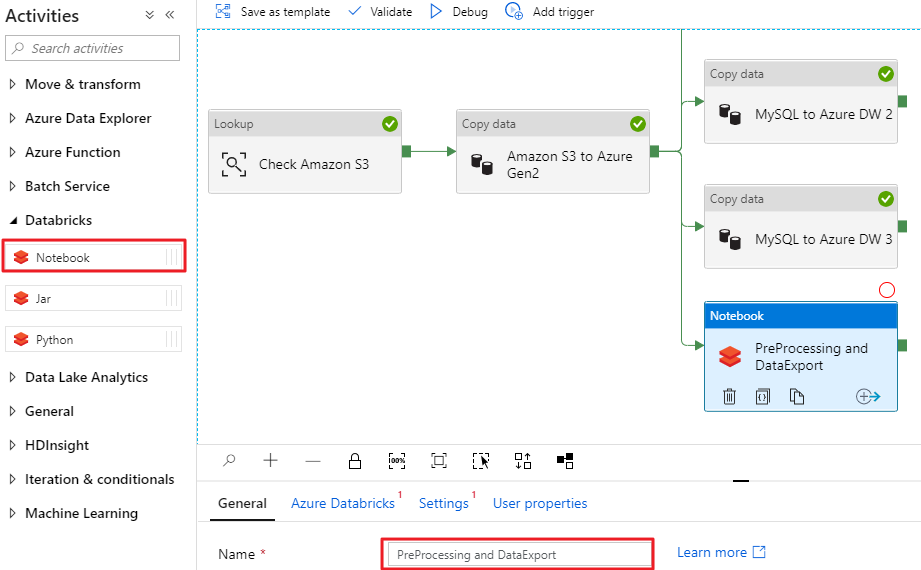 Activities
Search activities
Move & transform
Azure Data Explorer
Azure Function
Batch Service
Databricks
Notebook
Jar
Python
Data Lake Analytics
General
HDInsight
Iteration & conditionals
Machine Learning
Save as template
Validate
Debug
Add trigger
Lookup
Check Amazon S3
Copy data
Amazon S3 to Azure
Gen2
Copy data
MySQL to Azure DW 2
Copy data
MySQL to Azure DW 3
Notebook
PreProcessing and
DataExport
100%
General
Azure Databricks 1
Settings 1
User properties
Name *
PreProcessing and DataExport
Learn more